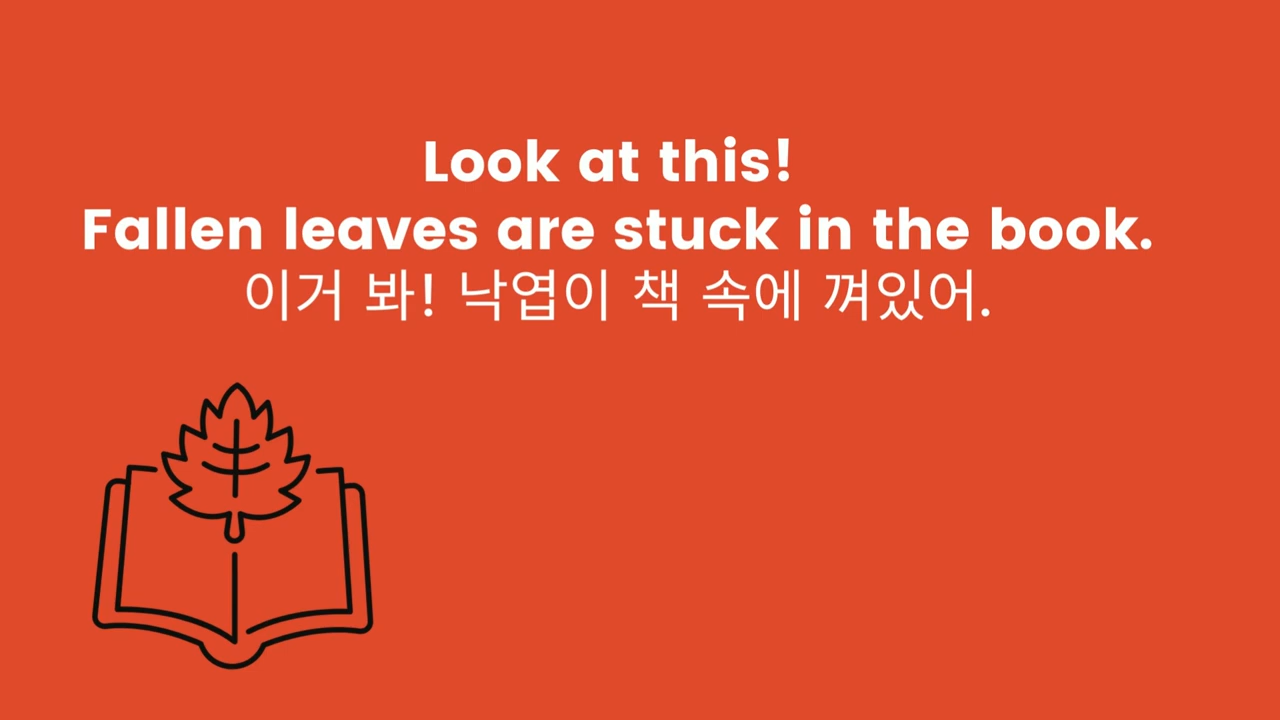 Look at this!
Fallen leaves are stuck in the book.
이거 봐! 낙엽이 책 속에 껴있어.